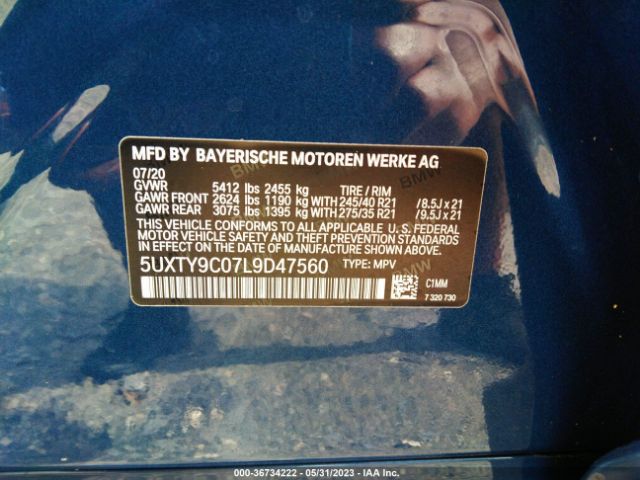 MFD BY BAYERISCHE MOTOREN WERKE AG
07/20
GVWR 5412 lbs 2455 kg TIRE / RIM
GAWR FRONT 2624 lbs 1190 kg 245/40 R21 /8.5J x 21
GAWR REAR 3075 lbs 1395 kg 275/35 R21 /9.5J x 21
THIS VEHICLE CONFORMS TO ALL APPLICABLE U. S. FEDERAL
MOTOR VEHICLE SAFETY, BUMPER, AND THEFT PREVENTION
STANDARDS IN EFFECT ON THE DATE OF MANUFACTURE SHOWN ABOVE.
5UXTY9C07L9D47560 TYPE: MPV
C1MM
7 320 730
000-36734222 - 05/31/2023 - IAA Inc.